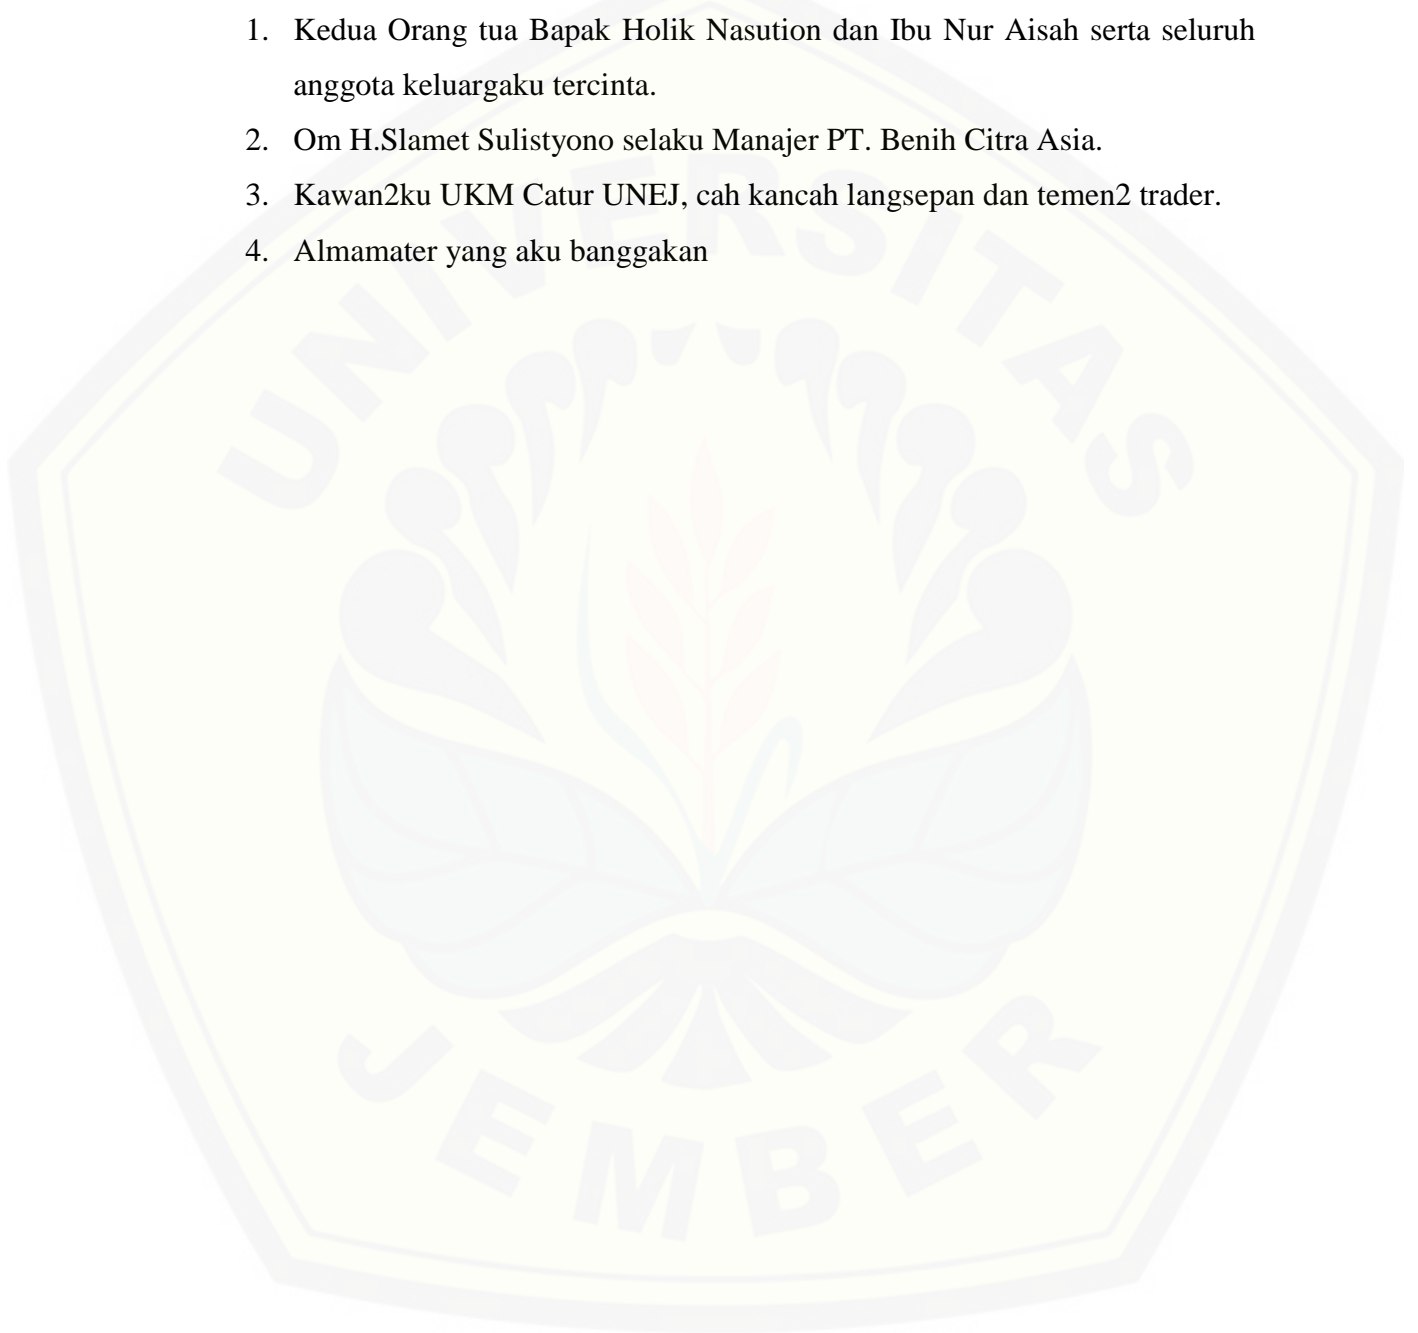 1. Kedua Orang tua Bapak Holik Nasution dan Ibu Nur Aisah serta seluruh
anggota keluargaku tercinta.
2. Om H.Slamet Sulistyono selaku Manajer PT. Benih Citra Asia.
3. Kawan2ku UKM Catur UNEJ, cah kancah langsepan dan temen2 trader.
4. Almamater yang aku banggakan
UNIVERSITAS
JEMBER